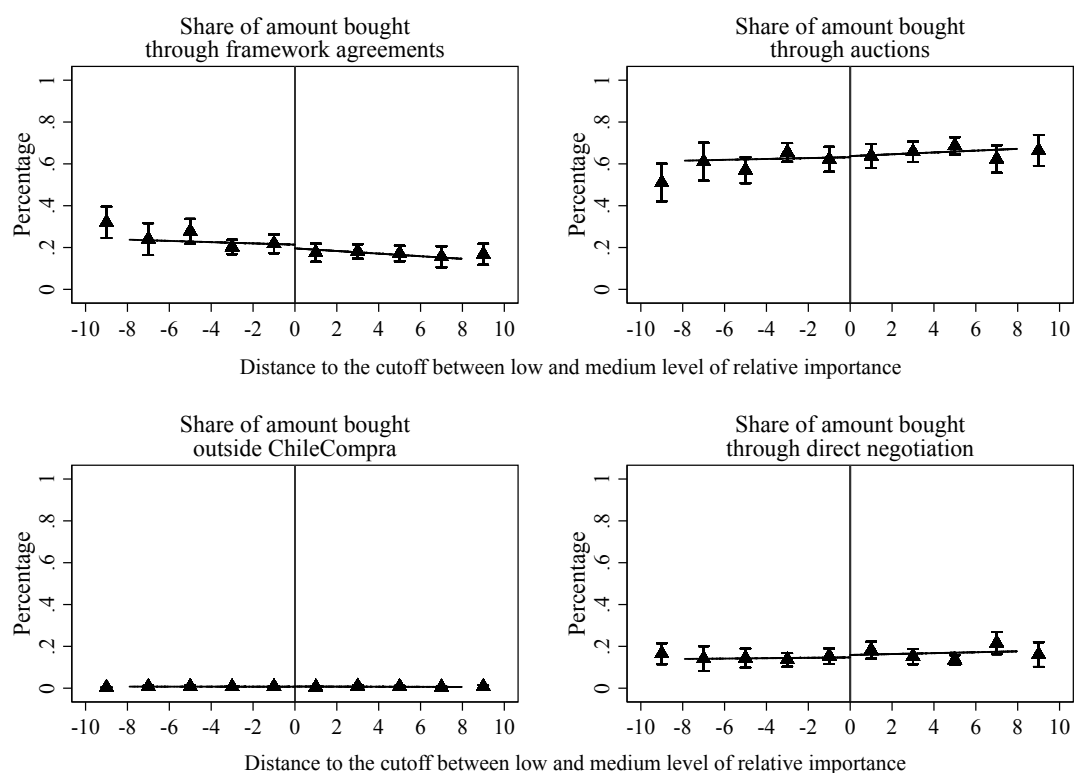 Share of amount bought
through framework agreements
Percentage
1
.8
.6
.4
.2
0
-10 -8 -6 -4 -2 0 2 4 6 8 10
Share of amount bought
through auctions
Percentage
1
.8
.6
.4
.2
0
-10 -8 -6 -4 -2 0 2 4 6 8 10
Distance to the cutoff between low and medium level of relative importance
Share of amount bought
outside ChileCompra
Percentage
1
.8
.6
.4
.2
0
-10 -8 -6 -4 -2 0 2 4 6 8 10
Share of amount bought
through direct negotiation
Percentage
1
.8
.6
.4
.2
0
-10 -8 -6 -4 -2 0 2 4 6 8 10
Distance to the cutoff between low and medium level of relative importance